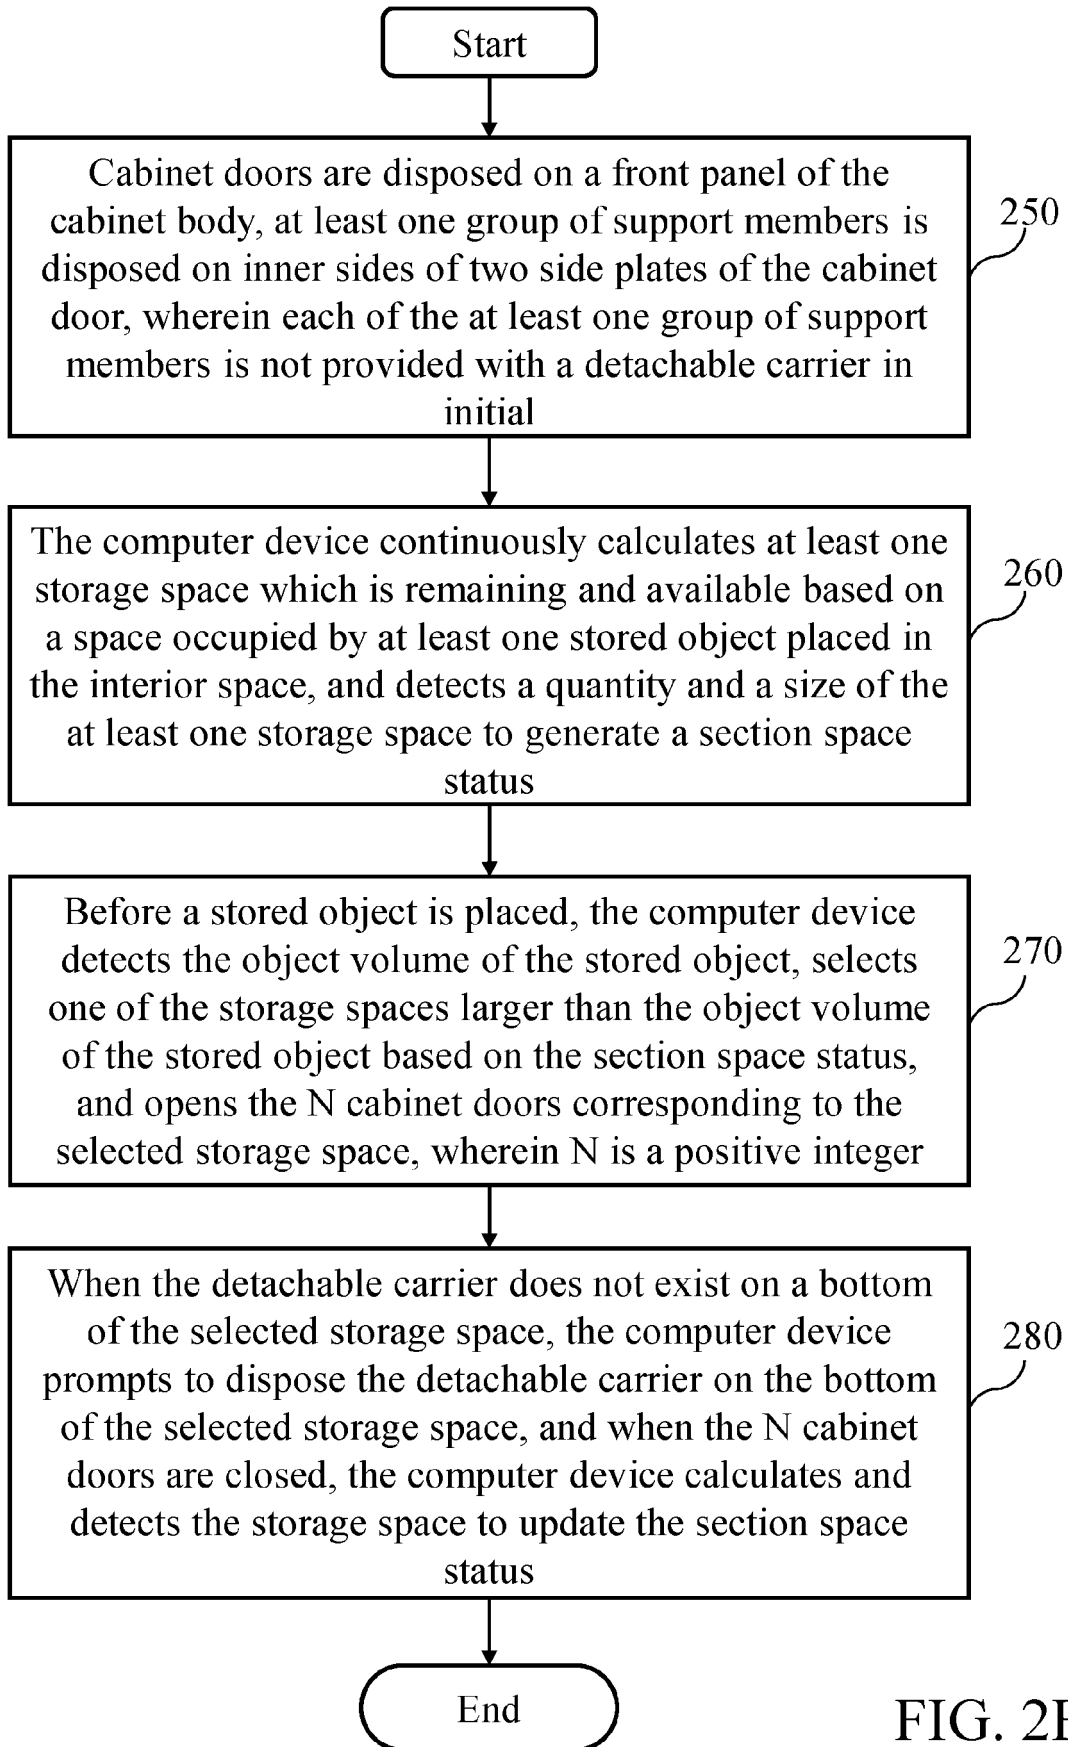 Start
Cabinet doors are disposed on a front panel of the
cabinet body, at least one group of support members is
disposed on inner sides of two side plates of the cabinet
door, wherein each of the at least one group of support
members is not provided with a detachable carrier in
initial
250
The computer device continuously calculates at least one
storage space which is remaining and available based on
a space occupied by at least one stored object placed in
the interior space, and detects a quantity and a size of the
at least one storage space to generate a section space
status
260
Before a stored object is placed, the computer device
detects the object volume of the stored object, selects
one of the storage spaces larger than the object volume
of the stored object based on the section space status,
and opens the N cabinet doors corresponding to the
selected storage space, wherein N is a positive integer
270
When the detachable carrier does not exist on a bottom
of the selected storage space, the computer device
prompts to dispose the detachable carrier on the bottom
of the selected storage space, and when the N cabinet
doors are closed, the computer device calculates and
detects the storage space to update the section space
status
280
End
FIG.